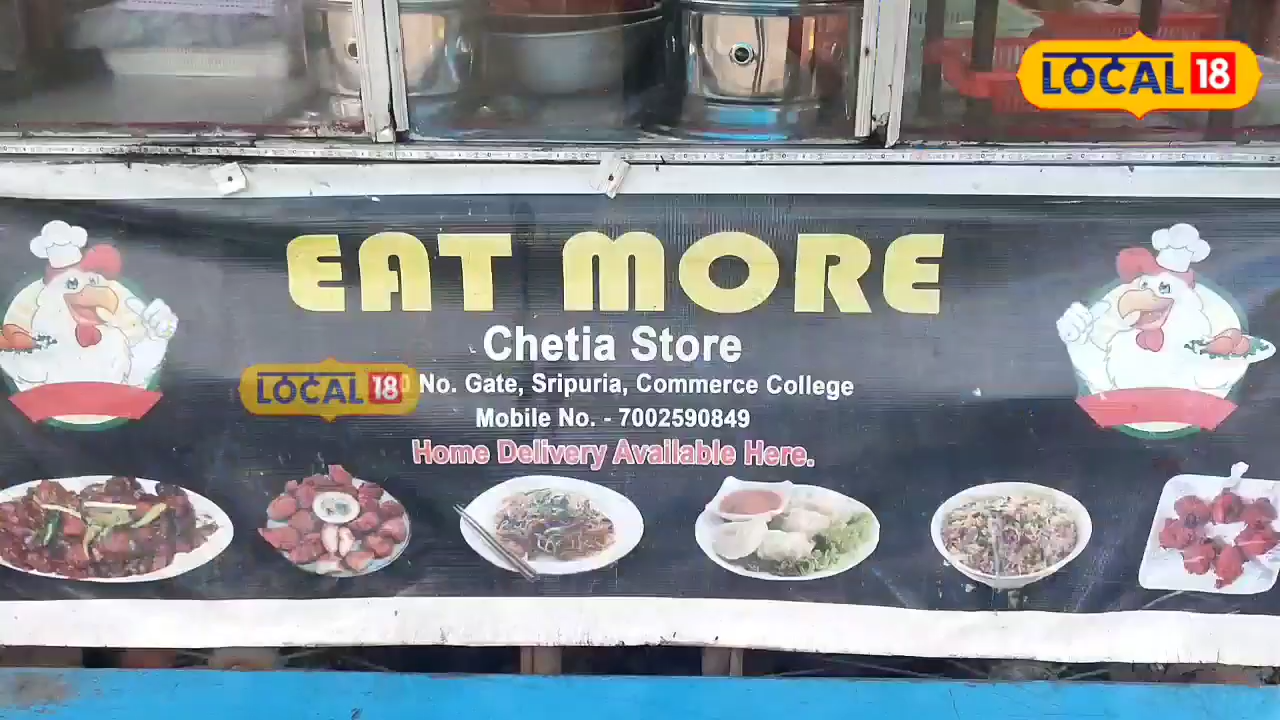 LOCAL 18
EAT MORE
Chetia Store
LOCAL 18
No. Gate, Sripuria, Commerce College
Mobile No. - 7002590849
Home Delivery Available Here.